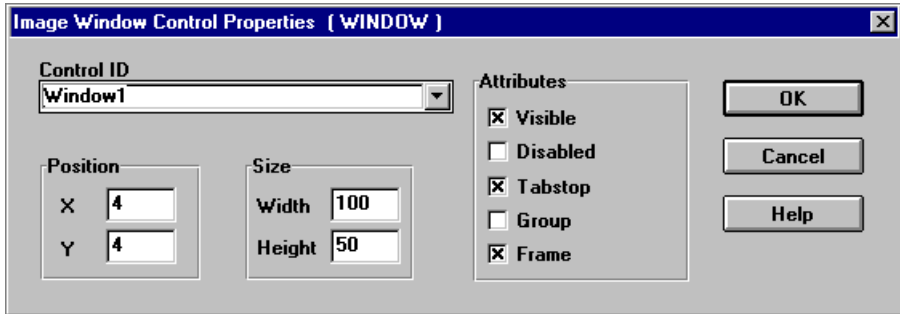 Image Window Control Properties ( WINDOW )
Control ID
Window1
Position
X 4
Y 4
Size
Width 100
Height 50
Attributes
Visible
Disabled
Tabstop
Group
Frame
OK
Cancel
Help